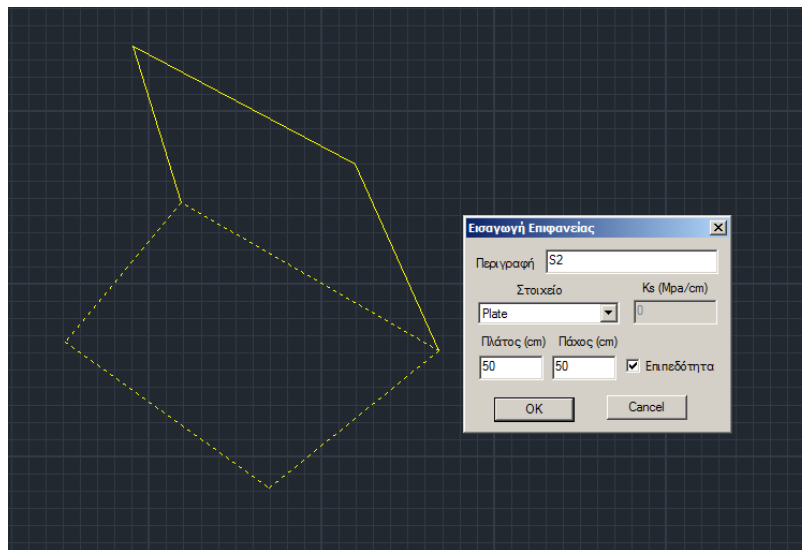 Εισαγωγή Επιφανείας
Περιγραφή S2
Στοιχείο Ks (Mpa/cm)
Plate 0
Πλάτος (cm) Πάχος (cm)
50 50 Επιπεδότητα
OK Cancel